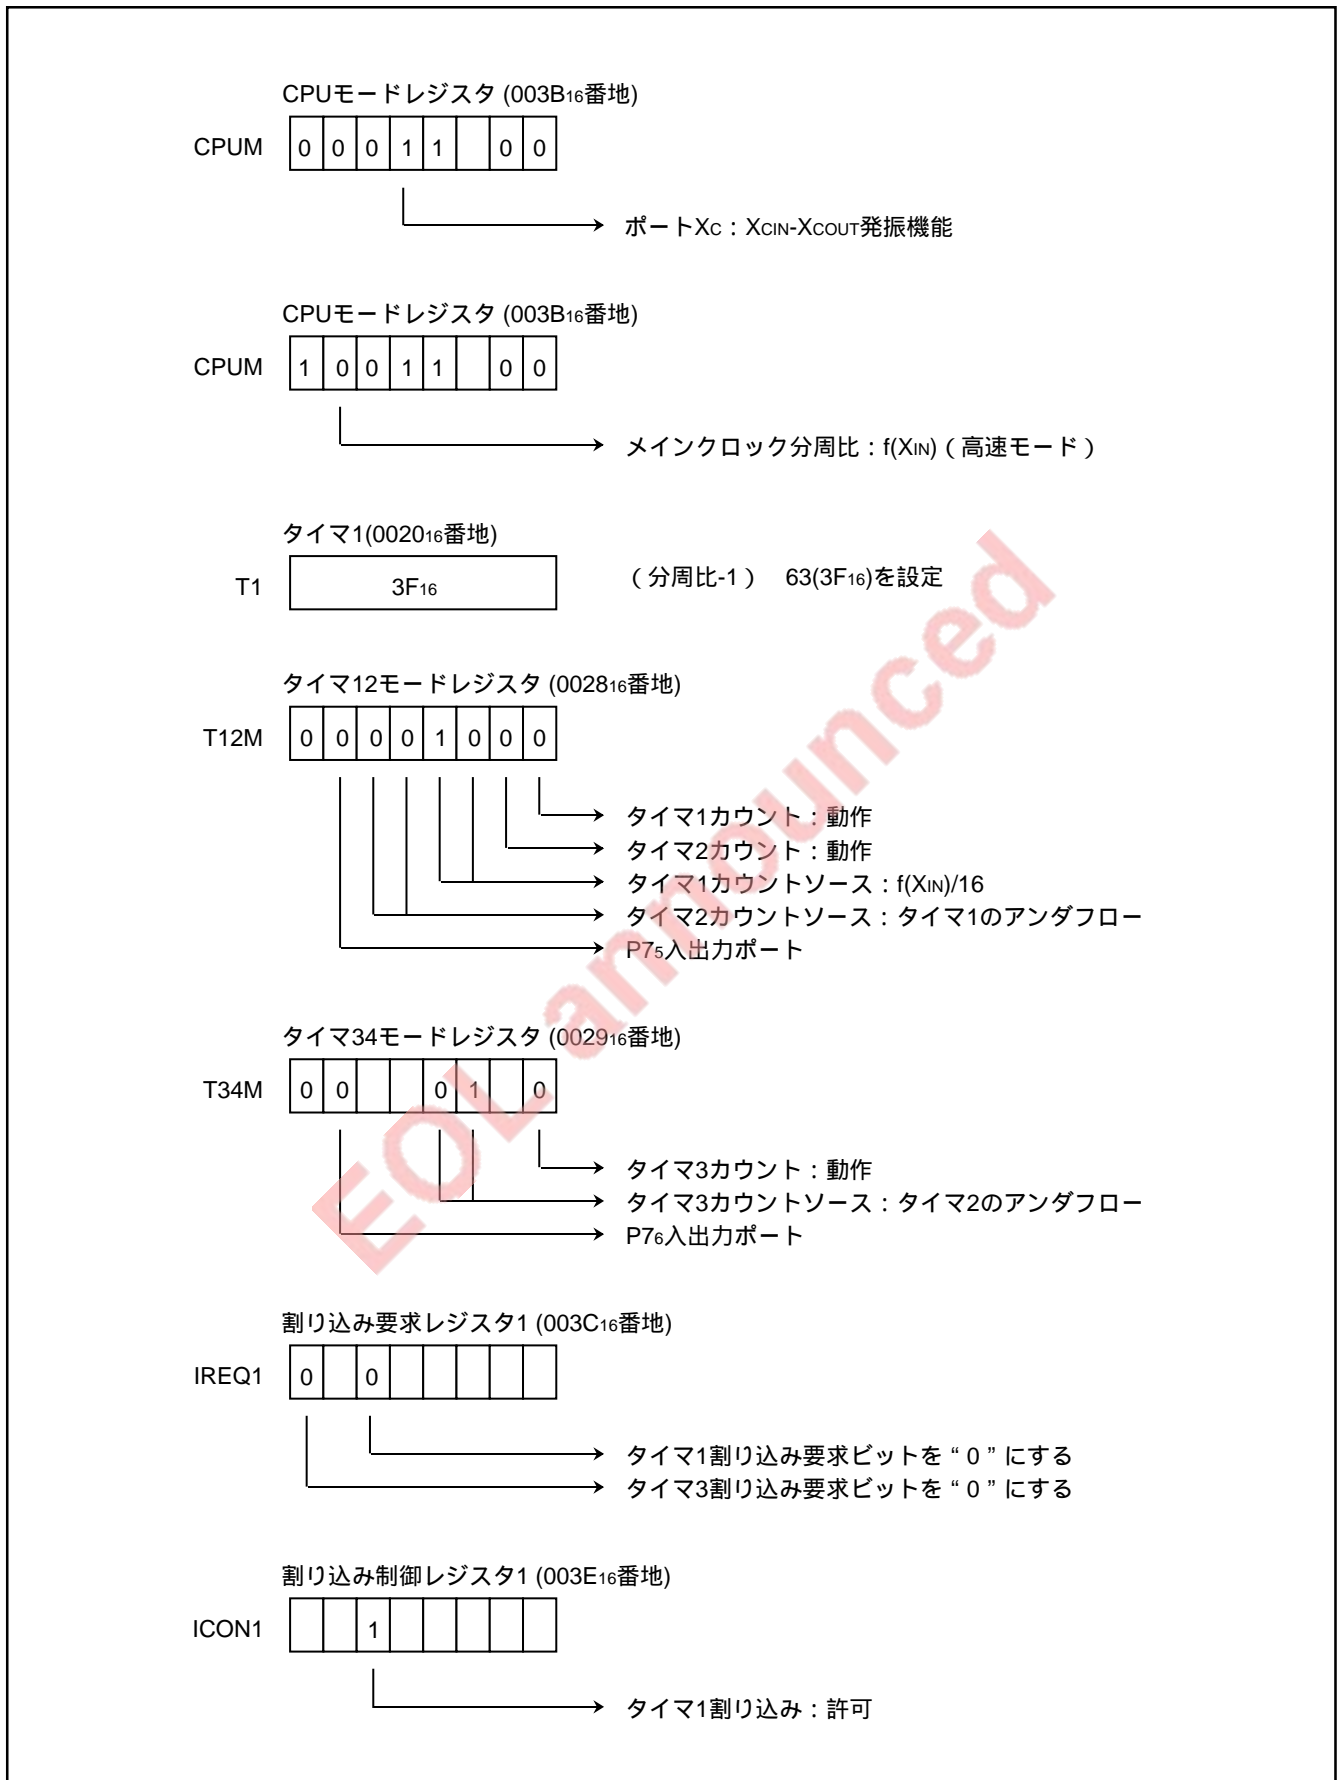 CPUモードレジスタ (003B16番地)
CPUM 0 0 0 1 1 0 0
ポートXC：XCIN-XCOUT発振機能
CPUモードレジスタ (003B16番地)
CPUM 1 0 0 1 1 0 0
メインクロック分周比：f(XIN)（高速モード）
タイマ1(002016番地)
T1 3F16 （分周比-1） 63(3F16)を設定
タイマ12モードレジスタ (002816番地)
T12M 0 0 0 0 1 0 0 0
タイマ1カウント：動作
タイマ2カウント：動作
タイマ1カウントソース：f(XIN)/16
タイマ2カウントソース：タイマ1のアンダフロー
P75入出力ポート
タイマ34モードレジスタ (002916番地)
T34M 0 0 0 1 0
タイマ3カウント：動作
タイマ3カウントソース：タイマ2のアンダフロー
P76入出力ポート
割り込み要求レジスタ1 (003C16番地)
IREQ1 0 0
タイマ1割り込み要求ビットを“0”にする
タイマ3割り込み要求ビットを“0”にする
割り込み制御レジスタ1 (003E16番地)
ICON1 1
タイマ1割り込み：許可
EOL announced